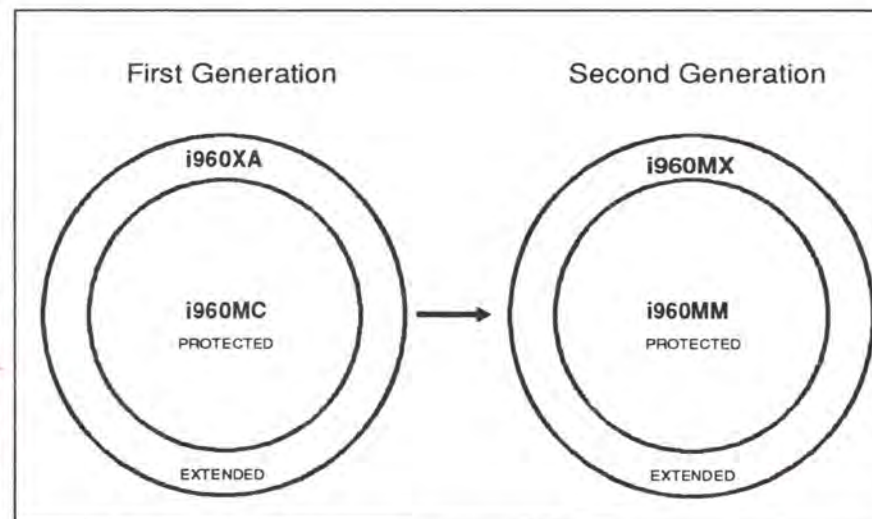 First Generation
Second Generation
i960XA
i960MC
PROTECTED
EXTENDED
i960MX
i960MM
PROTECTED
EXTENDED